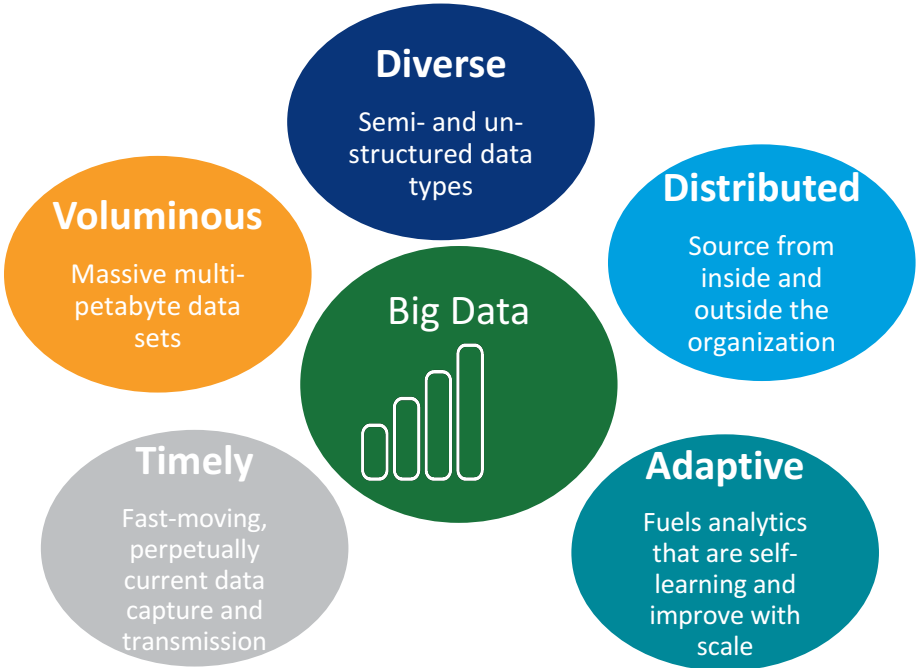 Diverse
Semi- and un-
structured data
types
Voluminous
Massive multi-
petabyte data
sets
Distributed
Source from
inside and
outside the
organization
Big Data
Timely
Fast-moving,
perpetually
current data
capture and
transmission
Adaptive
Fuels analytics
that are self-
learning and
improve with
scale